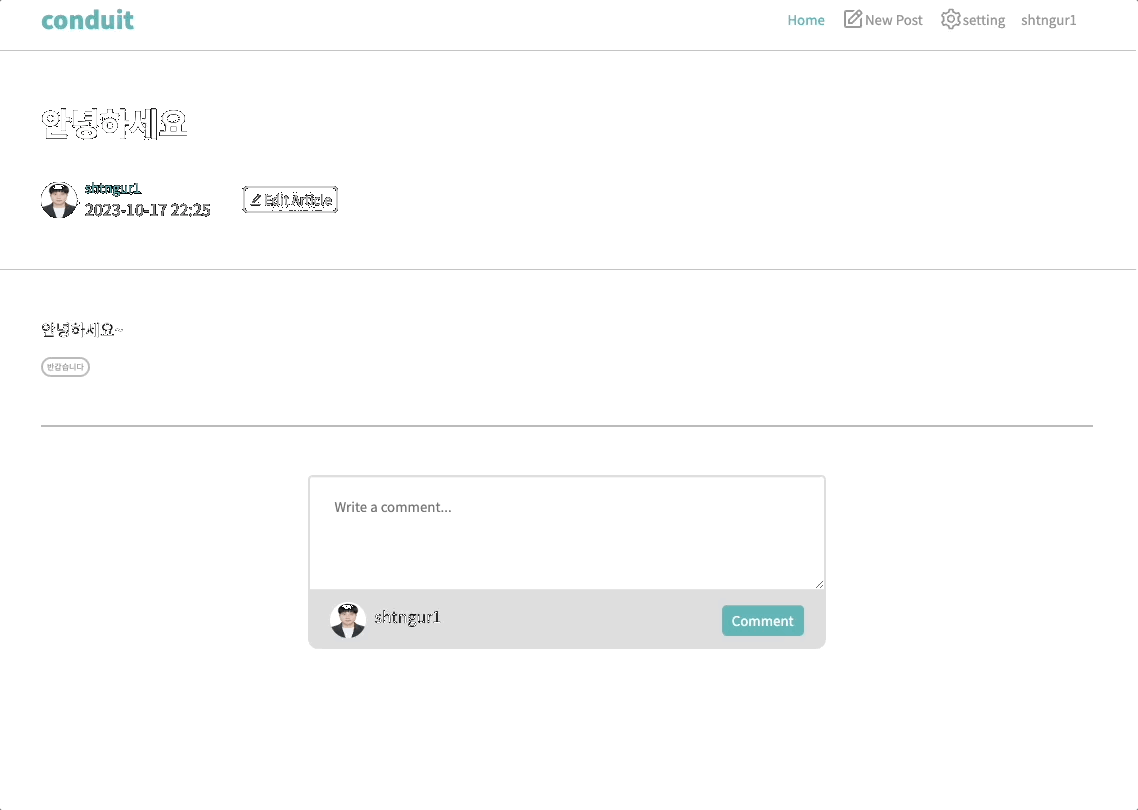 conduit
Home New Post setting shtngur1
안녕하세요
shtngur1
2023-10-17 22:25
Edit Article
안녕하세요~
반갑습니다
Write a comment...
shtngur1
Comment